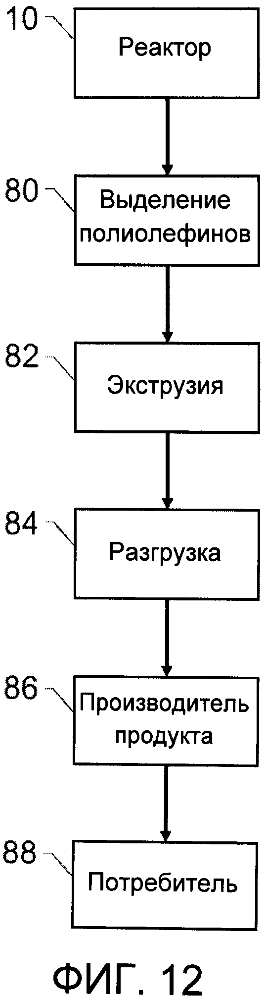 10
Реактор
80
Выделение
полиолефинов
82
Экструзия
84
Разгрузка
86
Производитель
продукта
88
Потребитель
ФИГ. 12